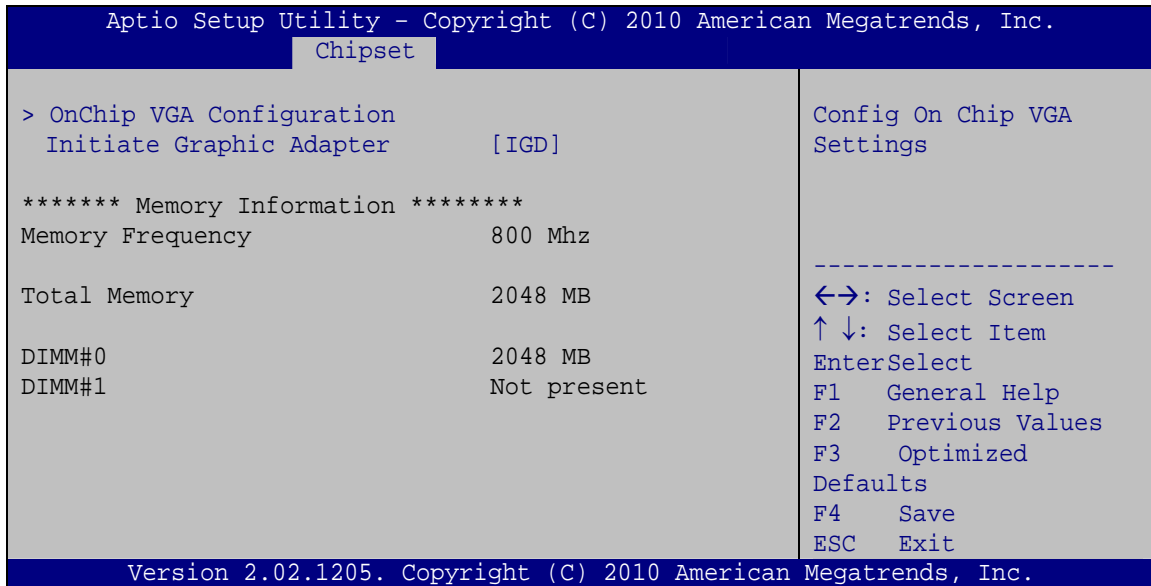 Aptio Setup Utility – Copyright (C) 2010 American Megatrends, Inc.
Chipset
> OnChip VGA Configuration
Initiate Graphic Adapter [IGD]
******* Memory Information ********
Memory Frequency 800 Mhz
Total Memory 2048 MB
DIMM#0 2048 MB
DIMM#1 Not present
Config On Chip VGA
Settings
---------------------
←→: Select Screen
↑ ↓: Select Item
EnterSelect
F1 General Help
F2 Previous Values
F3 Optimized
Defaults
F4 Save
ESC Exit
Version 2.02.1205. Copyright (C) 2010 American Megatrends, Inc.